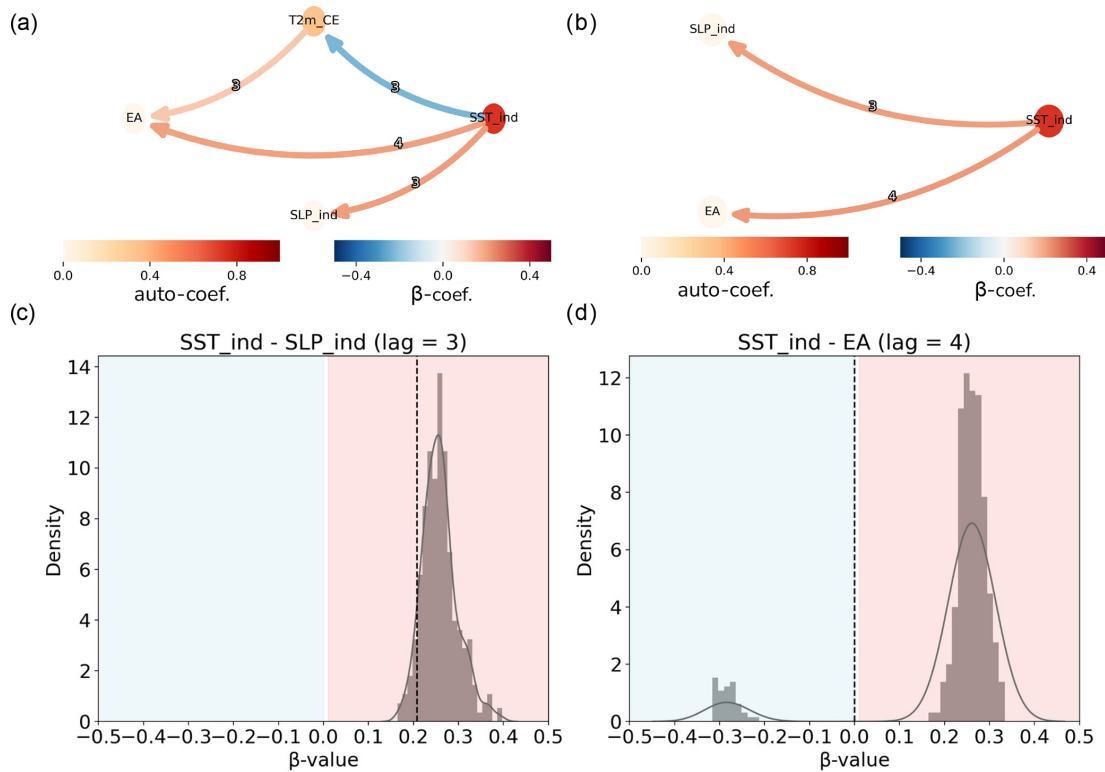 (a)
T2m_CE
3
3
EA
SST_ind
4
3
SLP_ind
0.0 0.4 0.8
auto-coef.
−0.4 0.0 0.4
β-coef.
(b)
SLP_ind
3
SST_ind
4
EA
0.0 0.4 0.8
auto-coef.
−0.4 0.0 0.4
β-coef.
(c)
SST_ind - SLP_ind (lag = 3)
14
12
10
8
6
4
2
0
Density
−0.5−0.4−0.3−0.2−0.1 0.0 0.1 0.2 0.3 0.4 0.5
β-value
(d)
SST_ind - EA (lag = 4)
12
10
8
6
4
2
0
Density
−0.5−0.4−0.3−0.2−0.1 0.0 0.1 0.2 0.3 0.4 0.5
β-value